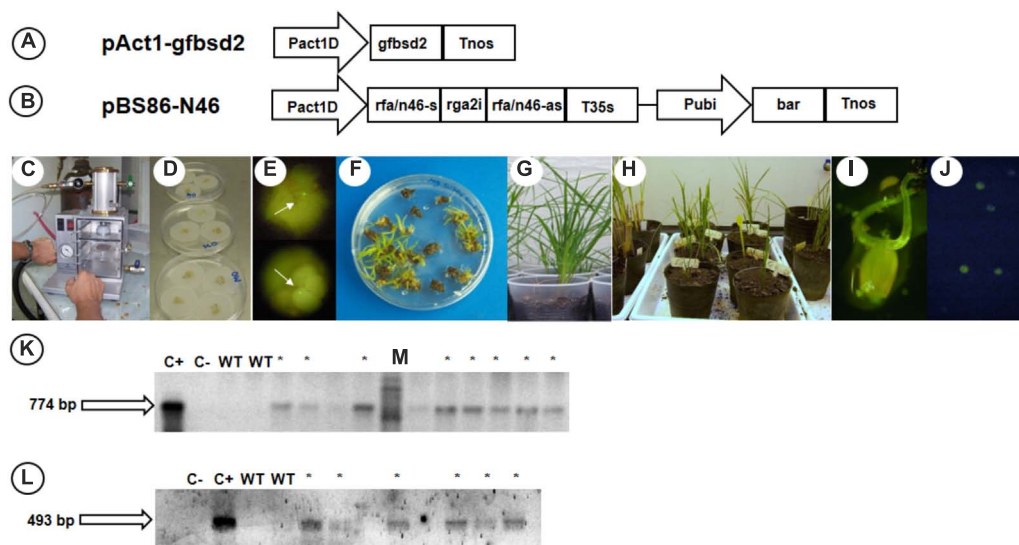 A pAct1-gfbsd2 Pact1D gfbsd2 Tnos
B pBS86-N46 Pact1D rfa/n46-s rga2i rfa/n46-as T35s Pubi bar Tnos
C D E F G H I J
K C+ C- WT WT * * * M * * * * *
774 bp
L C- C+ WT WT * * * * * *
493 bp